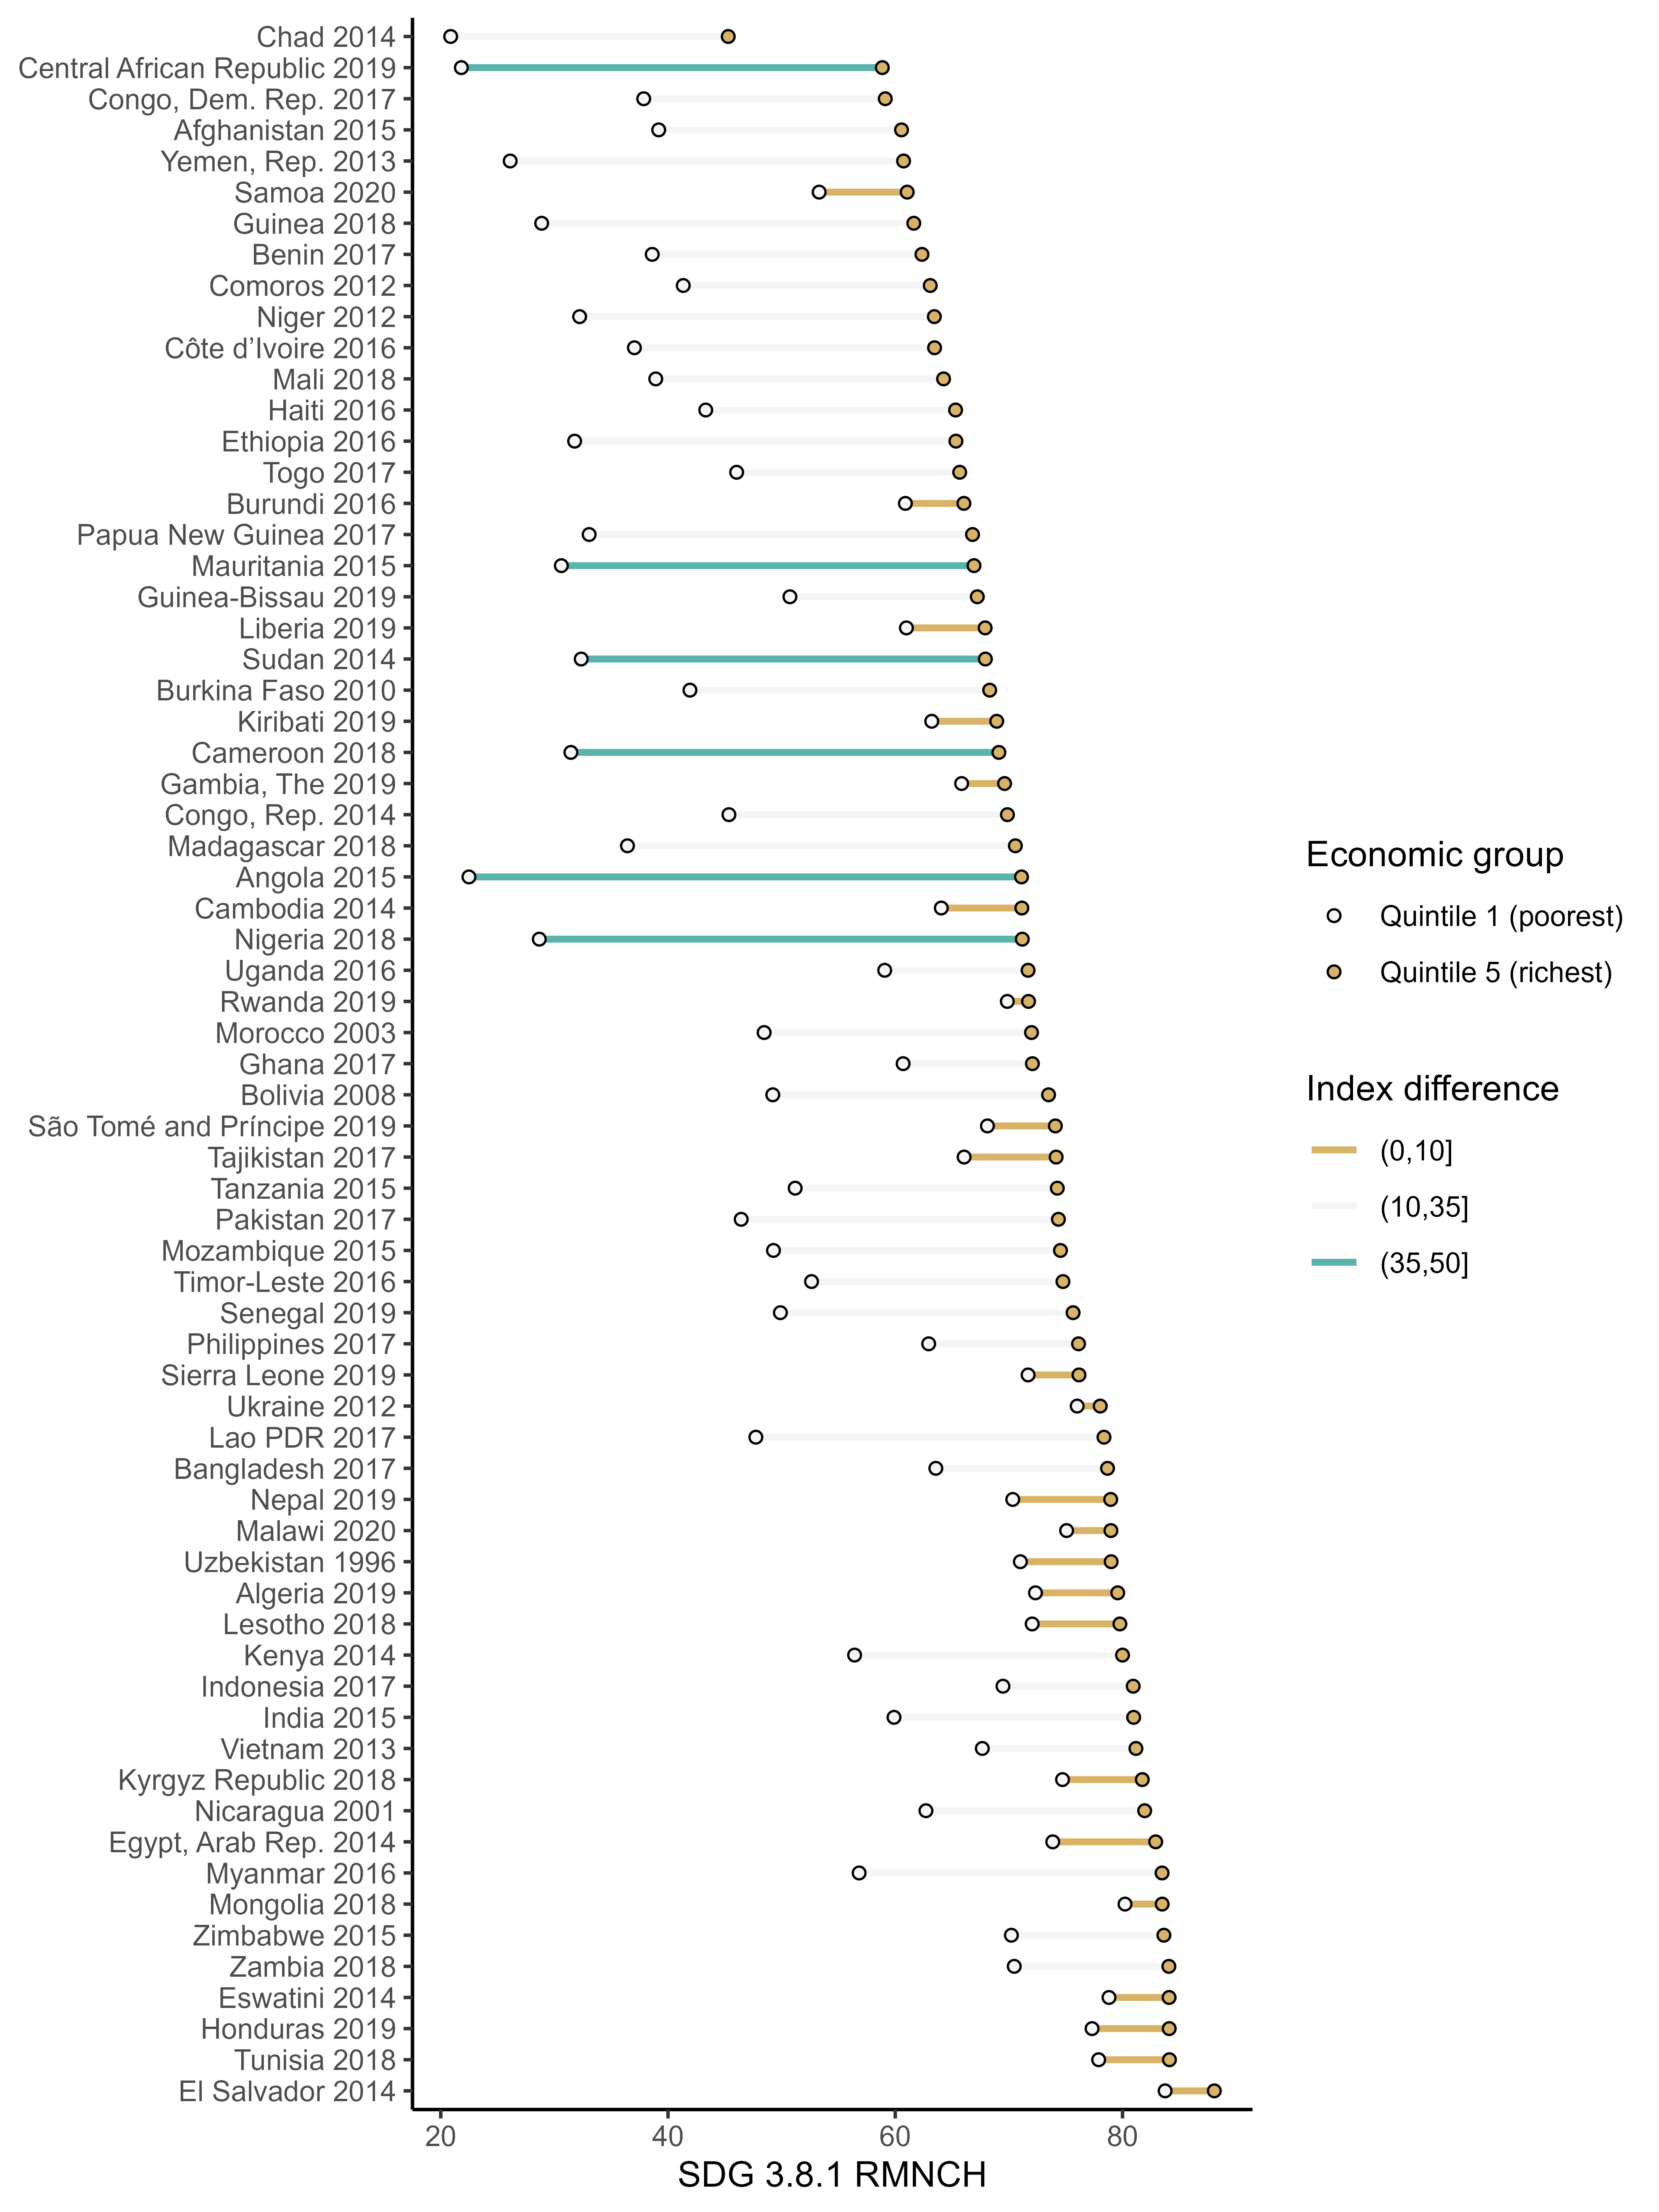 Chad 2014
Central African Republic 2019
Congo, Dem. Rep. 2017
Afghanistan 2015
Yemen, Rep. 2013
Samoa 2020
Guinea 2018
Benin 2017
Comoros 2012
Niger 2012
Côte d’Ivoire 2016
Mali 2018
Haiti 2016
Ethiopia 2016
Togo 2017
Burundi 2016
Papua New Guinea 2017
Mauritania 2015
Guinea-Bissau 2019
Liberia 2019
Sudan 2014
Burkina Faso 2010
Kiribati 2019
Cameroon 2018
Gambia, The 2019
Congo, Rep. 2014
Madagascar 2018
Angola 2015
Cambodia 2014
Nigeria 2018
Uganda 2016
Rwanda 2019
Morocco 2003
Ghana 2017
Bolivia 2008
São Tomé and Príncipe 2019
Tajikistan 2017
Tanzania 2015
Pakistan 2017
Mozambique 2015
Timor-Leste 2016
Senegal 2019
Philippines 2017
Sierra Leone 2019
Ukraine 2012
Lao PDR 2017
Bangladesh 2017
Nepal 2019
Malawi 2020
Uzbekistan 1996
Algeria 2019
Lesotho 2018
Kenya 2014
Indonesia 2017
India 2015
Vietnam 2013
Kyrgyz Republic 2018
Nicaragua 2001
Egypt, Arab Rep. 2014
Myanmar 2016
Mongolia 2018
Zimbabwe 2015
Zambia 2018
Eswatini 2014
Honduras 2019
Tunisia 2018
El Salvador 2014
20 40 60 80
SDG 3.8.1 RMNCH
Economic group
Quintile 1 (poorest)
Quintile 5 (richest)
Index difference
(0,10]
(10,35]
(35,50]